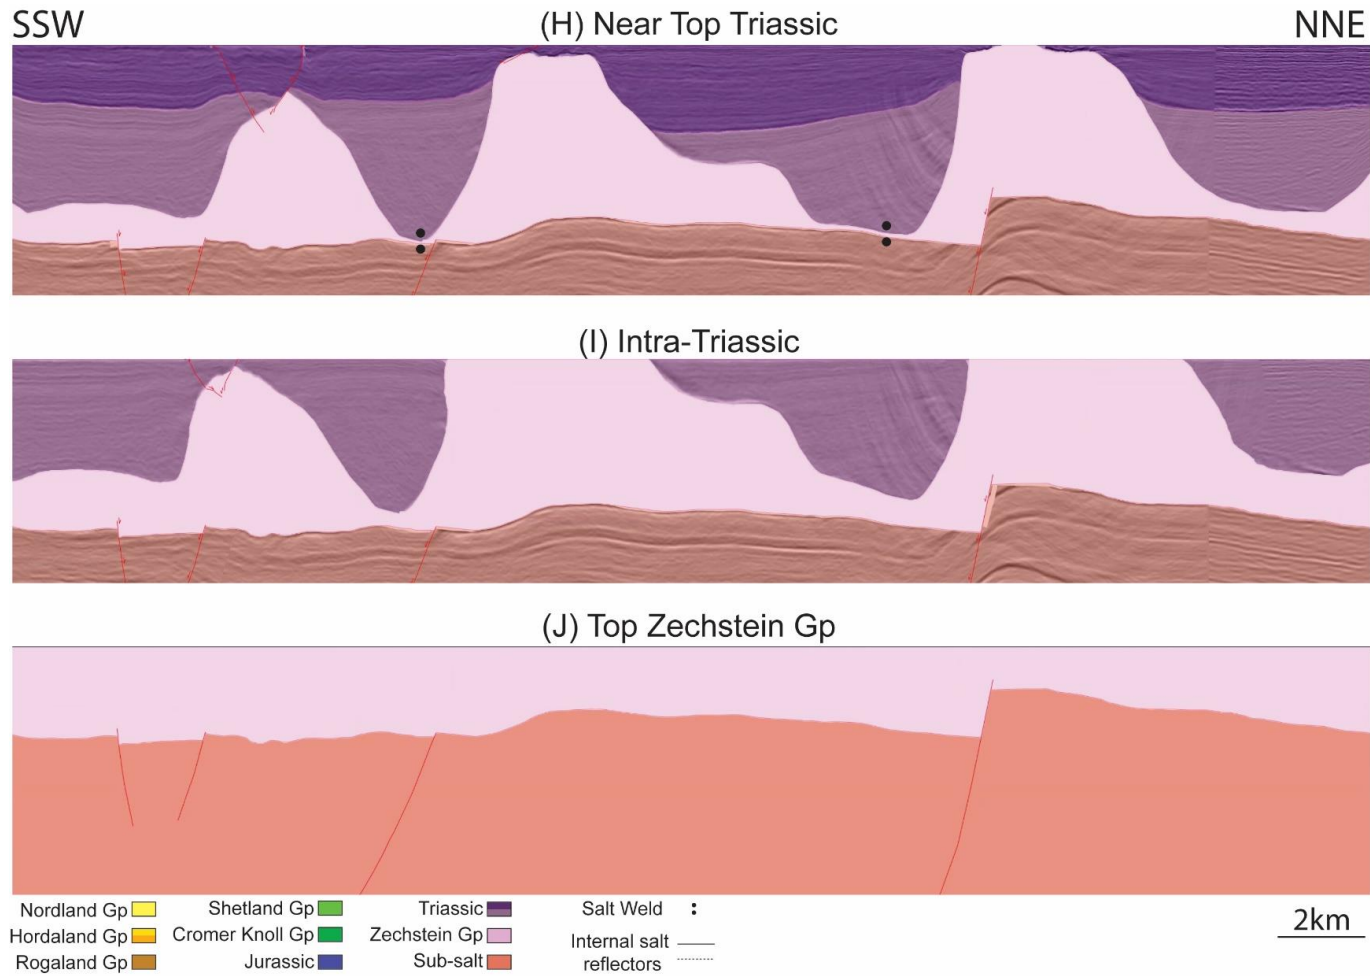 SSW (H) Near Top Triassic NNE
(I) Intra-Triassic
(J) Top Zechstein Gp
Nordland Gp Shetland Gp Triassic Salt Weld
Hordaland Gp Cromer Knoll Gp Zechstein Gp Internal salt
reflectors
Rogaland Gp Jurassic Sub-salt
2km